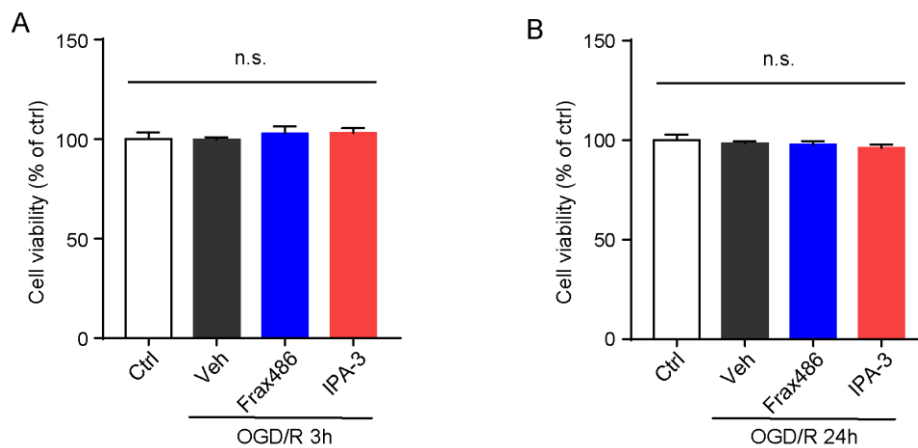 A
Cell viability (% of ctrl)
150
100
50
0
n.s.
Ctrl
Veh
Frax486
IPA-3
OGD/R 3h
B
Cell viability (% of ctrl)
150
100
50
0
n.s.
Ctrl
Veh
Frax486
IPA-3
OGD/R 24h